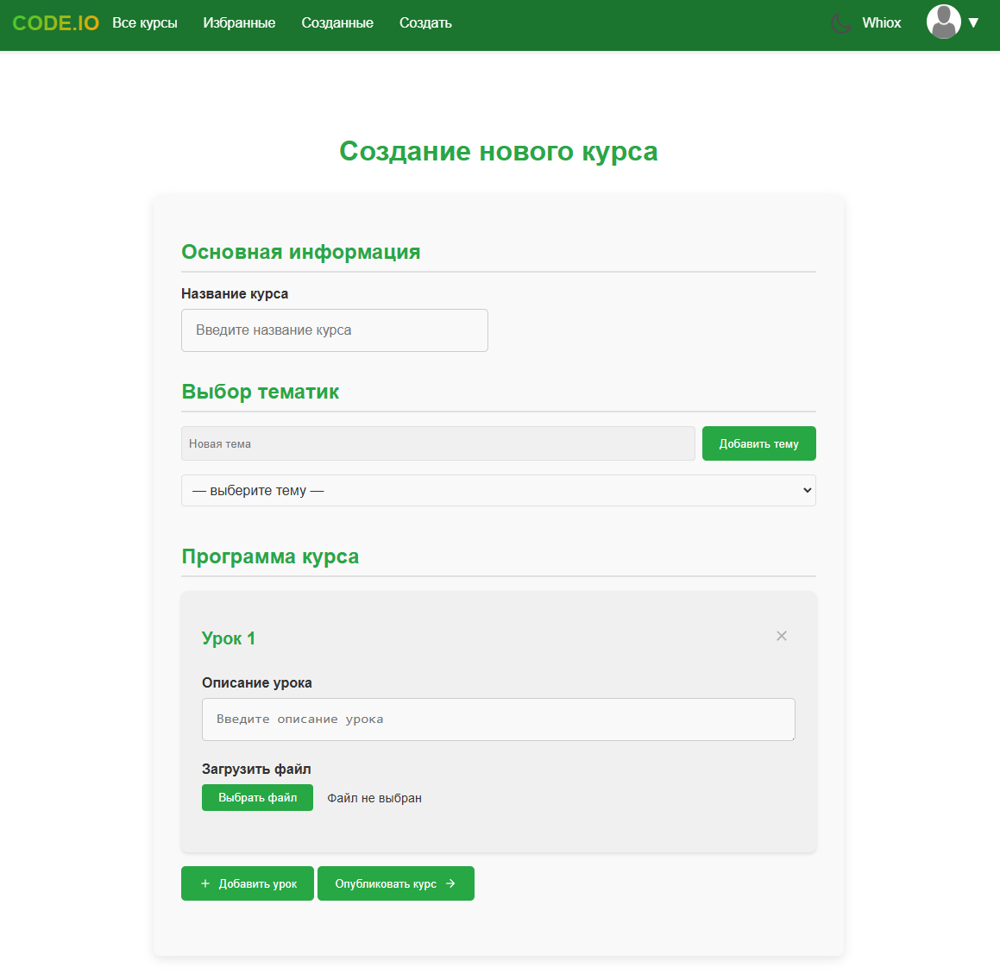 CODE.IO Все курсы Избранные Созданные Создать Whiox ▼
Создание нового курса
Основная информация
Название курса
Введите название курса
Выбор тематик
Новая тема Добавить тему
— выберите тему —
Программа курса
Урок 1 ×
Описание урока
Введите описание урока
Загрузить файл
Выбрать файл Файл не выбран
+ Добавить урок Опубликовать курс →